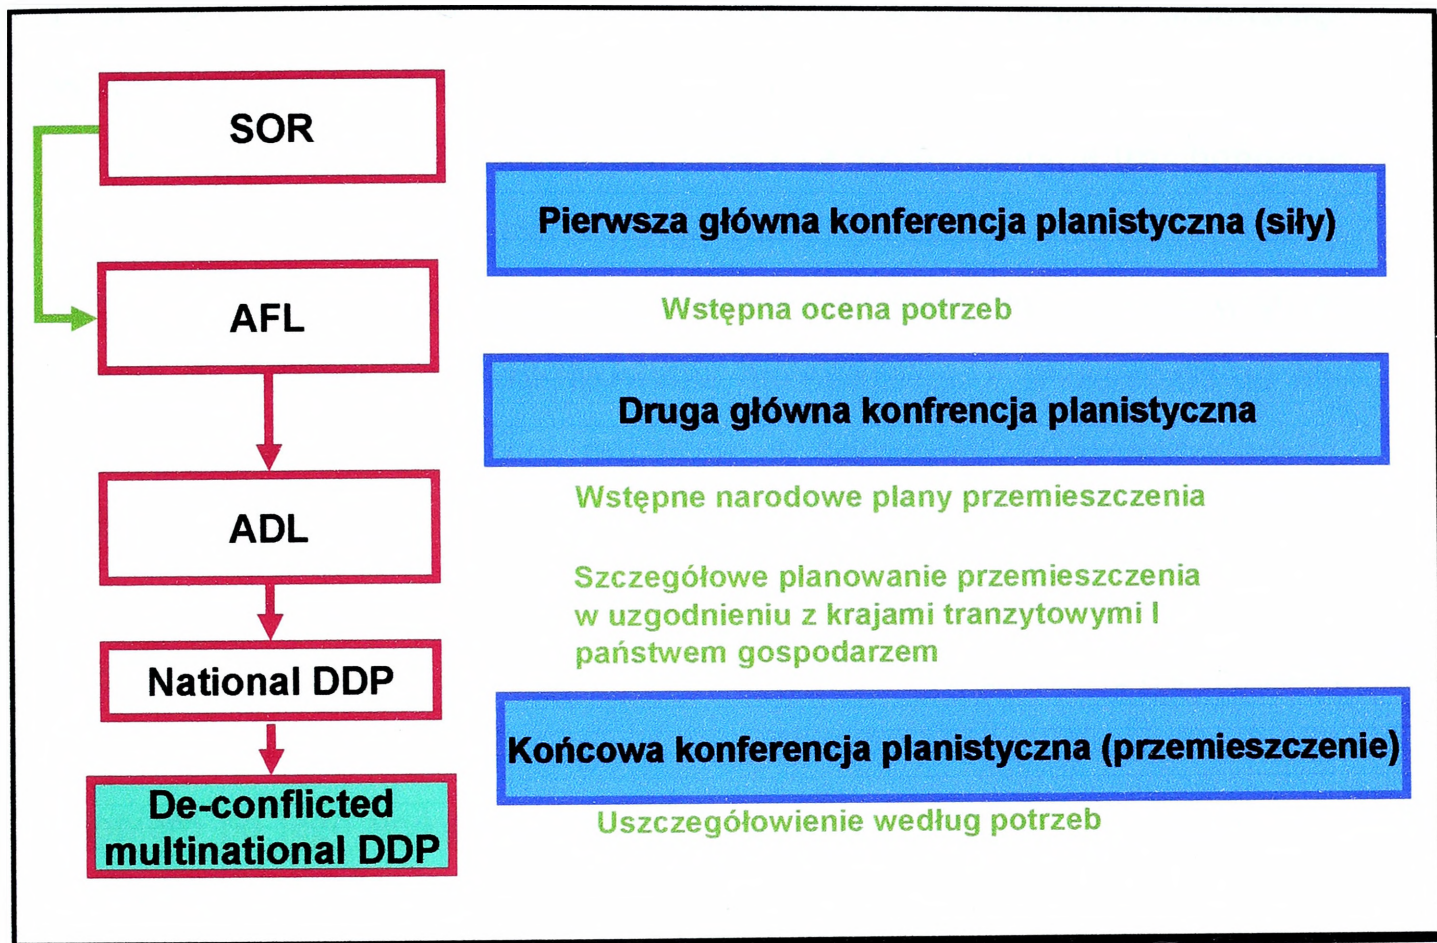 SOR
Pierwsza główna konferencja planistyczna (siły)
AFL
Wstępna ocena potrzeb
Druga główna konfrencja planistyczna
Wstępne narodowe plany przemieszczenia
ADL
Szczegółowe planowanie przemieszczenia
w uzgodnieniu z krajami tranzytowymi I
państwem gospodarzem
National DDP
Końcowa konferencja planistyczna (przemieszczenie)
De-conflicted
multinational DDP
Uszczegółowienie według potrzeb